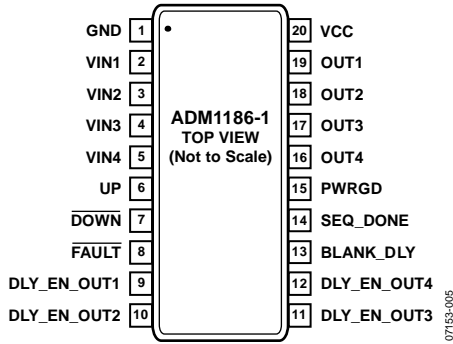 GND 1
VIN1 2
VIN2 3
VIN3 4
VIN4 5
UP 6
DOWN 7
FAULT 8
DLY_EN_OUT1 9
DLY_EN_OUT2 10
ADM1186-1
TOP VIEW
(Not to Scale)
20 VCC
19 OUT1
18 OUT2
17 OUT3
16 OUT4
15 PWRGD
14 SEQ_DONE
13 BLANK_DLY
12 DLY_EN_OUT4
11 DLY_EN_OUT3
07153-005